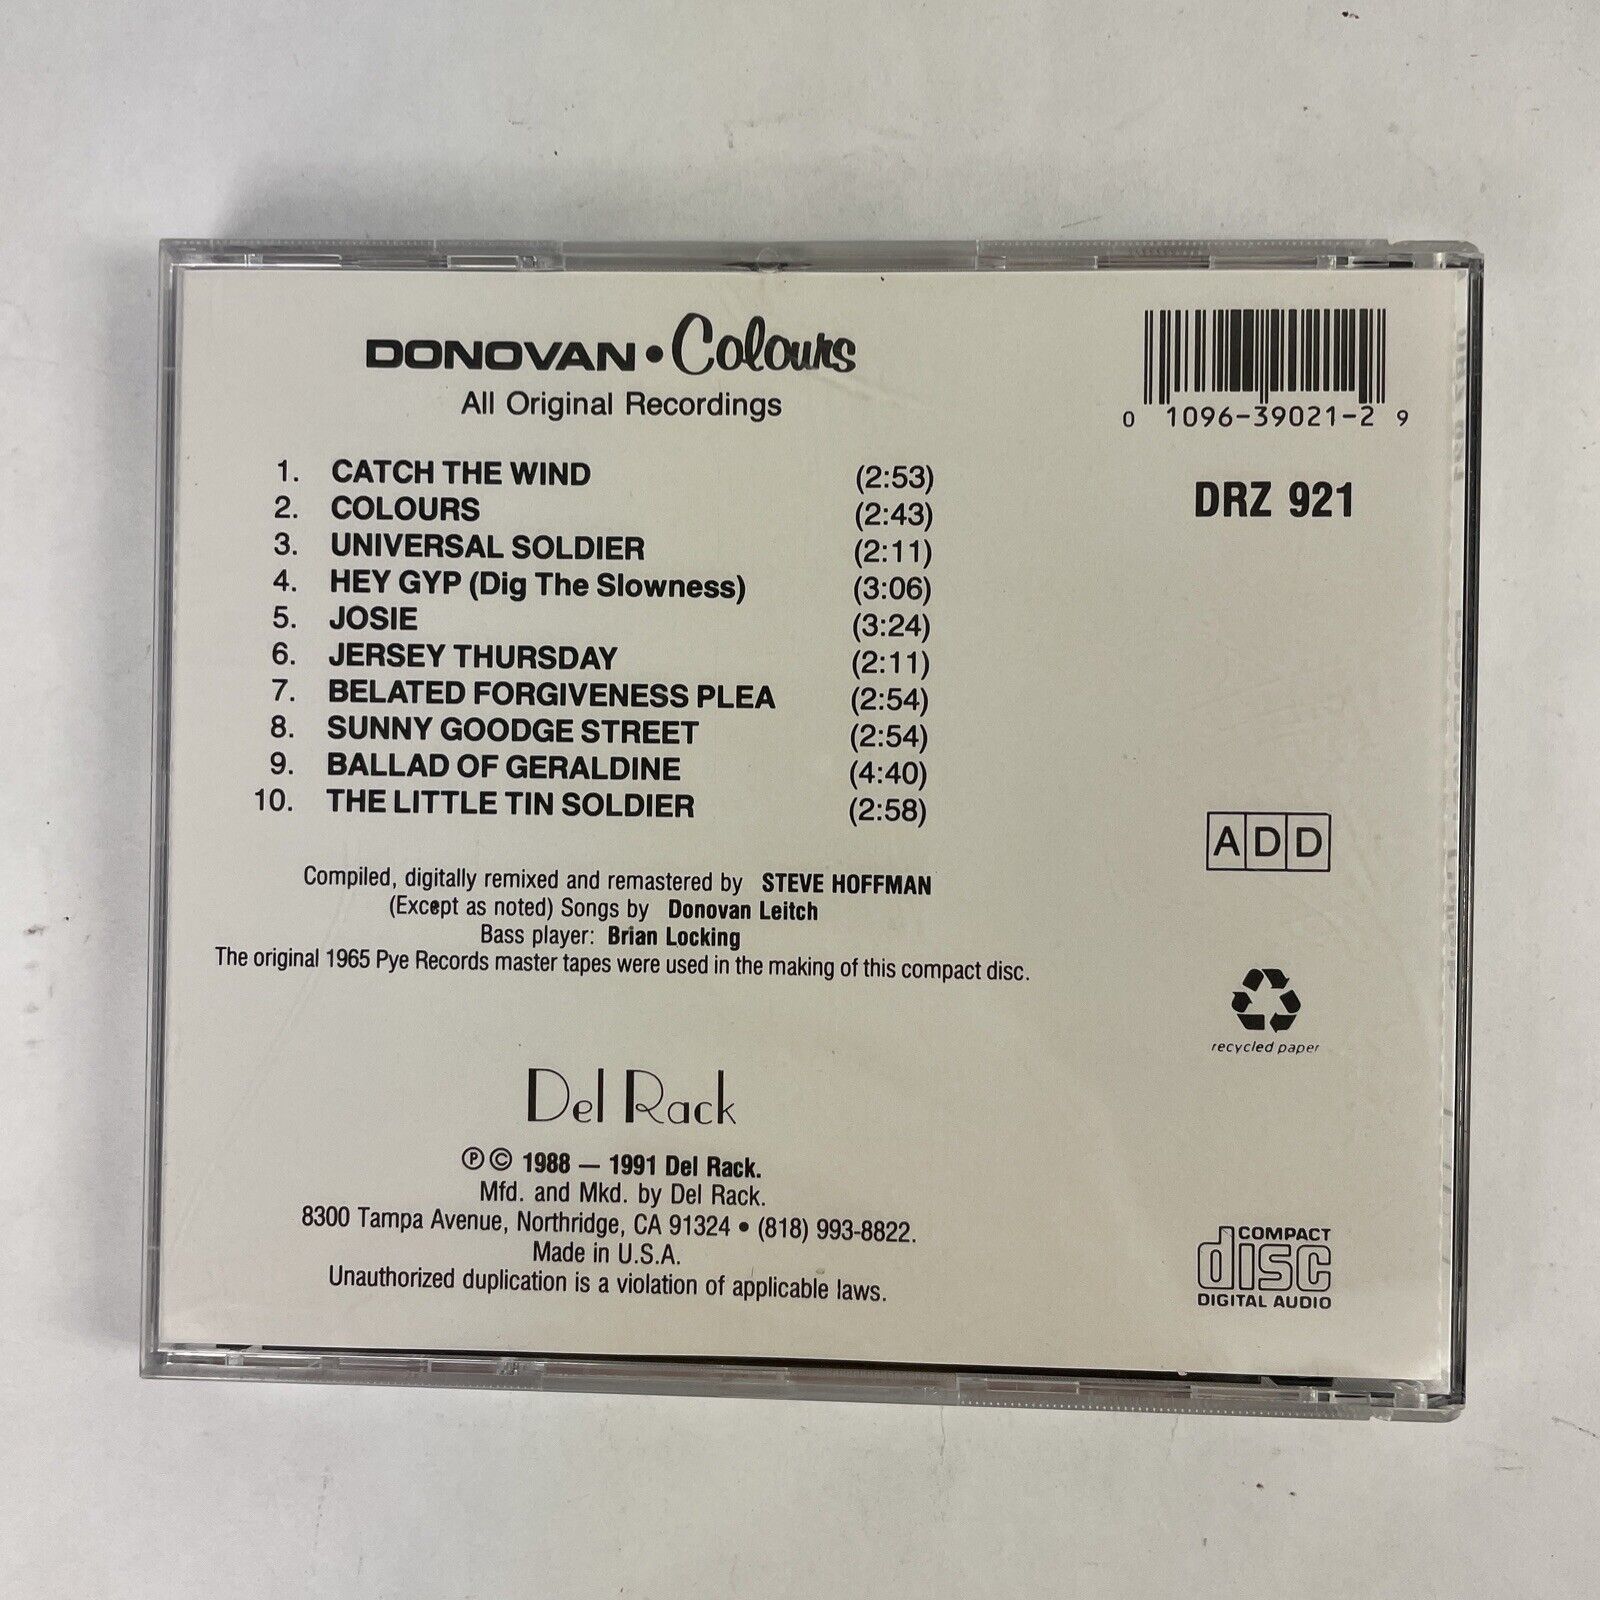 DONOVAN • Colours
All Original Recordings
1. CATCH THE WIND (2:53)
2. COLOURS (2:43)
3. UNIVERSAL SOLDIER (2:11)
4. HEY GYP (Dig The Slowness) (3:06)
5. JOSIE (3:24)
6. JERSEY THURSDAY (2:11)
7. BELATED FORGIVENESS PLEA (2:54)
8. SUNNY GOODGE STREET (2:54)
9. BALLAD OF GERALDINE (4:40)
10. THE LITTLE TIN SOLDIER (2:58)
Compiled, digitally remixed and remastered by STEVE HOFFMAN
(Except as noted) Songs by Donovan Leitch
Bass player: Brian Locking
The original 1965 Pye Records master tapes were used in the making of this compact disc.
Del Rack
Ⓟ © 1988 — 1991 Del Rack.
Mfd. and Mkd. by Del Rack.
8300 Tampa Avenue, Northridge, CA 91324 • (818) 993-8822.
Made in U.S.A.
Unauthorized duplication is a violation of applicable laws.
0 1096-39021-2 9
DRZ 921
ADD
recycled paper
COMPACT
disc
DIGITAL AUDIO